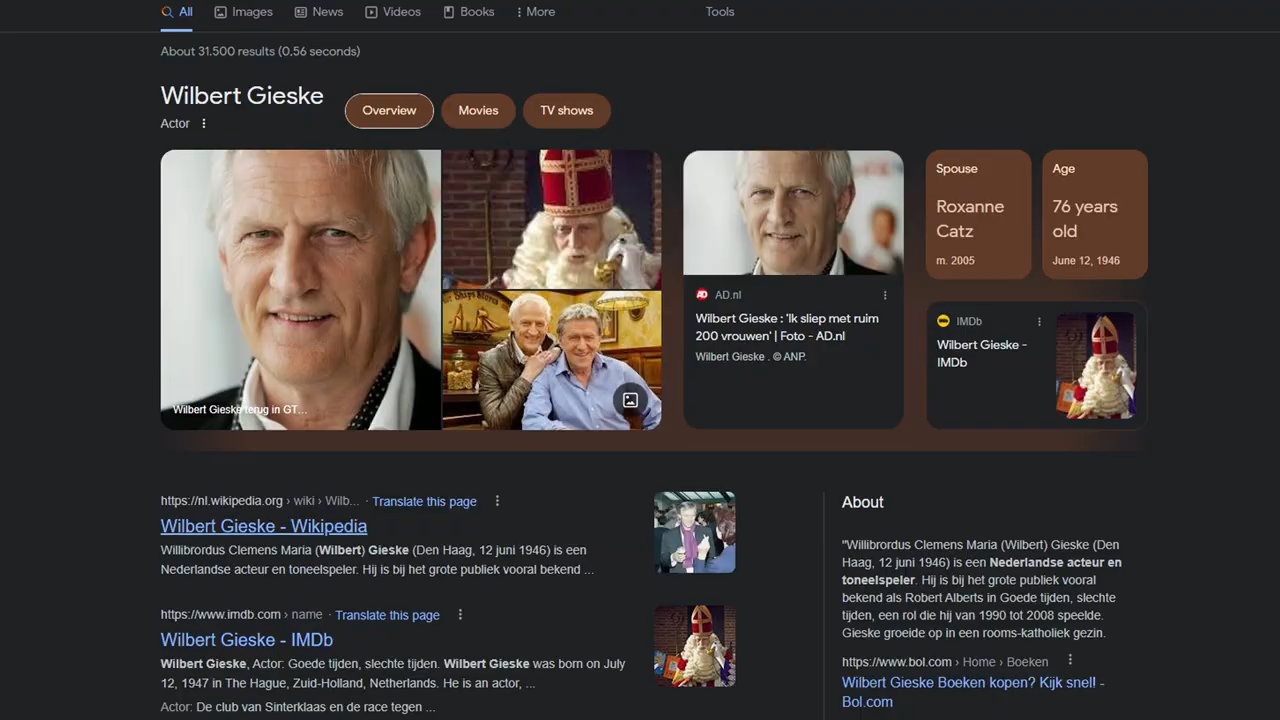 All Images News Videos Books More Tools
About 31.500 results (0,56 seconds)
Wilbert Gieske
Actor
Overview Movies TV shows
Wilbert Gieske terug in GT...
AD.nl
Wilbert Gieske : 'Ik sliep met ruim
200 vrouwen' | Foto - AD.nl
Wilbert Gieske . © ANP.
Spouse
Roxanne
Catz
m. 2005
Age
76 years
old
June 12, 1946
IMDb
Wilbert Gieske -
IMDb
https://nl.wikipedia.org › wiki › Wilb... · Translate this page
Wilbert Gieske - Wikipedia
Willibrordus Clemens Maria (Wilbert) Gieske (Den Haag, 12 juni 1946) is een
Nederlandse acteur en toneelspeler. Hij is bij het grote publiek vooral bekend ...
https://www.imdb.com › name · Translate this page
Wilbert Gieske - IMDb
Wilbert Gieske, Actor: Goede tijden, slechte tijden. Wilbert Gieske was born on July
12, 1947 in The Hague, Zuid-Holland, Netherlands. He is an actor, ...
Actor: De club van Sinterklaas en de race tegen ...
About
"Willibrordus Clemens Maria (Wilbert) Gieske (Den
Haag, 12 juni 1946) is een Nederlandse acteur en
toneelspeler. Hij is bij het grote publiek vooral
bekend als Robert Alberts in Goede tijden, slechte
tijden, een rol die hij van 1990 tot 2008 speelde.
Gieske groeide op in een rooms-katholiek gezin.
https://www.bol.com › Home › Boeken
Wilbert Gieske Boeken kopen? Kijk snel! -
Bol.com